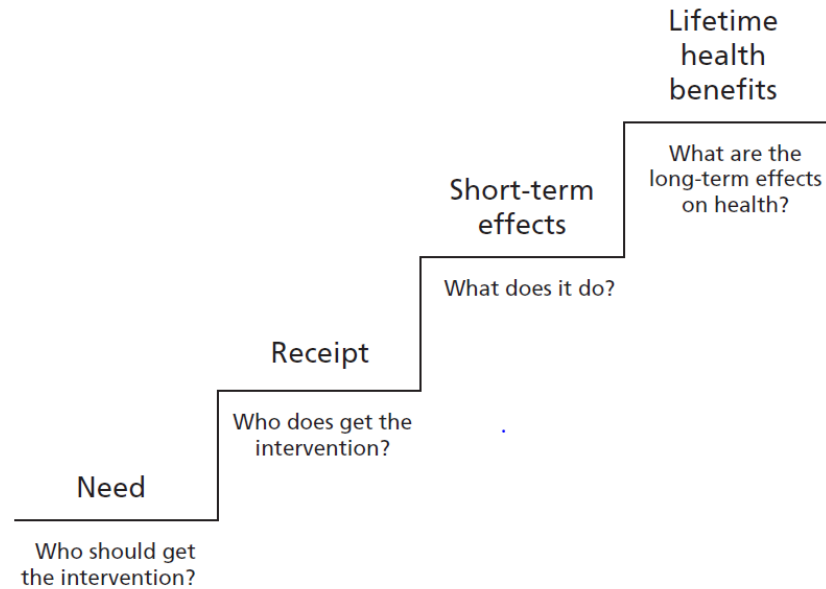 Lifetime
health
benefits
What are the
long-term effects
on health?
Short-term
effects
What does it do?
Receipt
Who does get the
intervention?
Need
Who should get
the intervention?